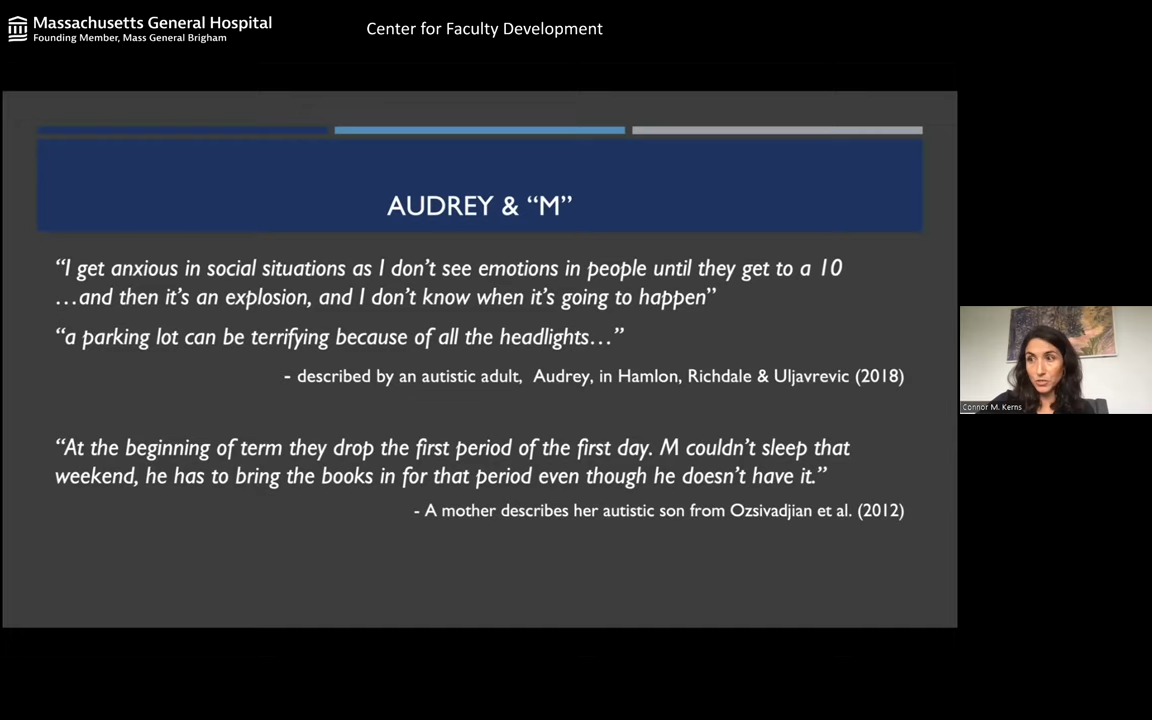 Massachusetts General Hospital
Founding Member, Mass General Brigham
Center for Faculty Development
AUDREY & “M”
“I get anxious in social situations as I don’t see emotions in people until they get to a 10
…and then it’s an explosion, and I don’t know when it’s going to happen”
“a parking lot can be terrifying because of all the headlights…”
- described by an autistic adult, Audrey, in Hamlon, Richdale & Uljavrevic (2018)
“At the beginning of term they drop the first period of the first day. M couldn’t sleep that
weekend, he has to bring the books in for that period even though he doesn’t have it.”
- A mother describes her autistic son from Ozsivadjian et al. (2012)
Connor M. Kerns